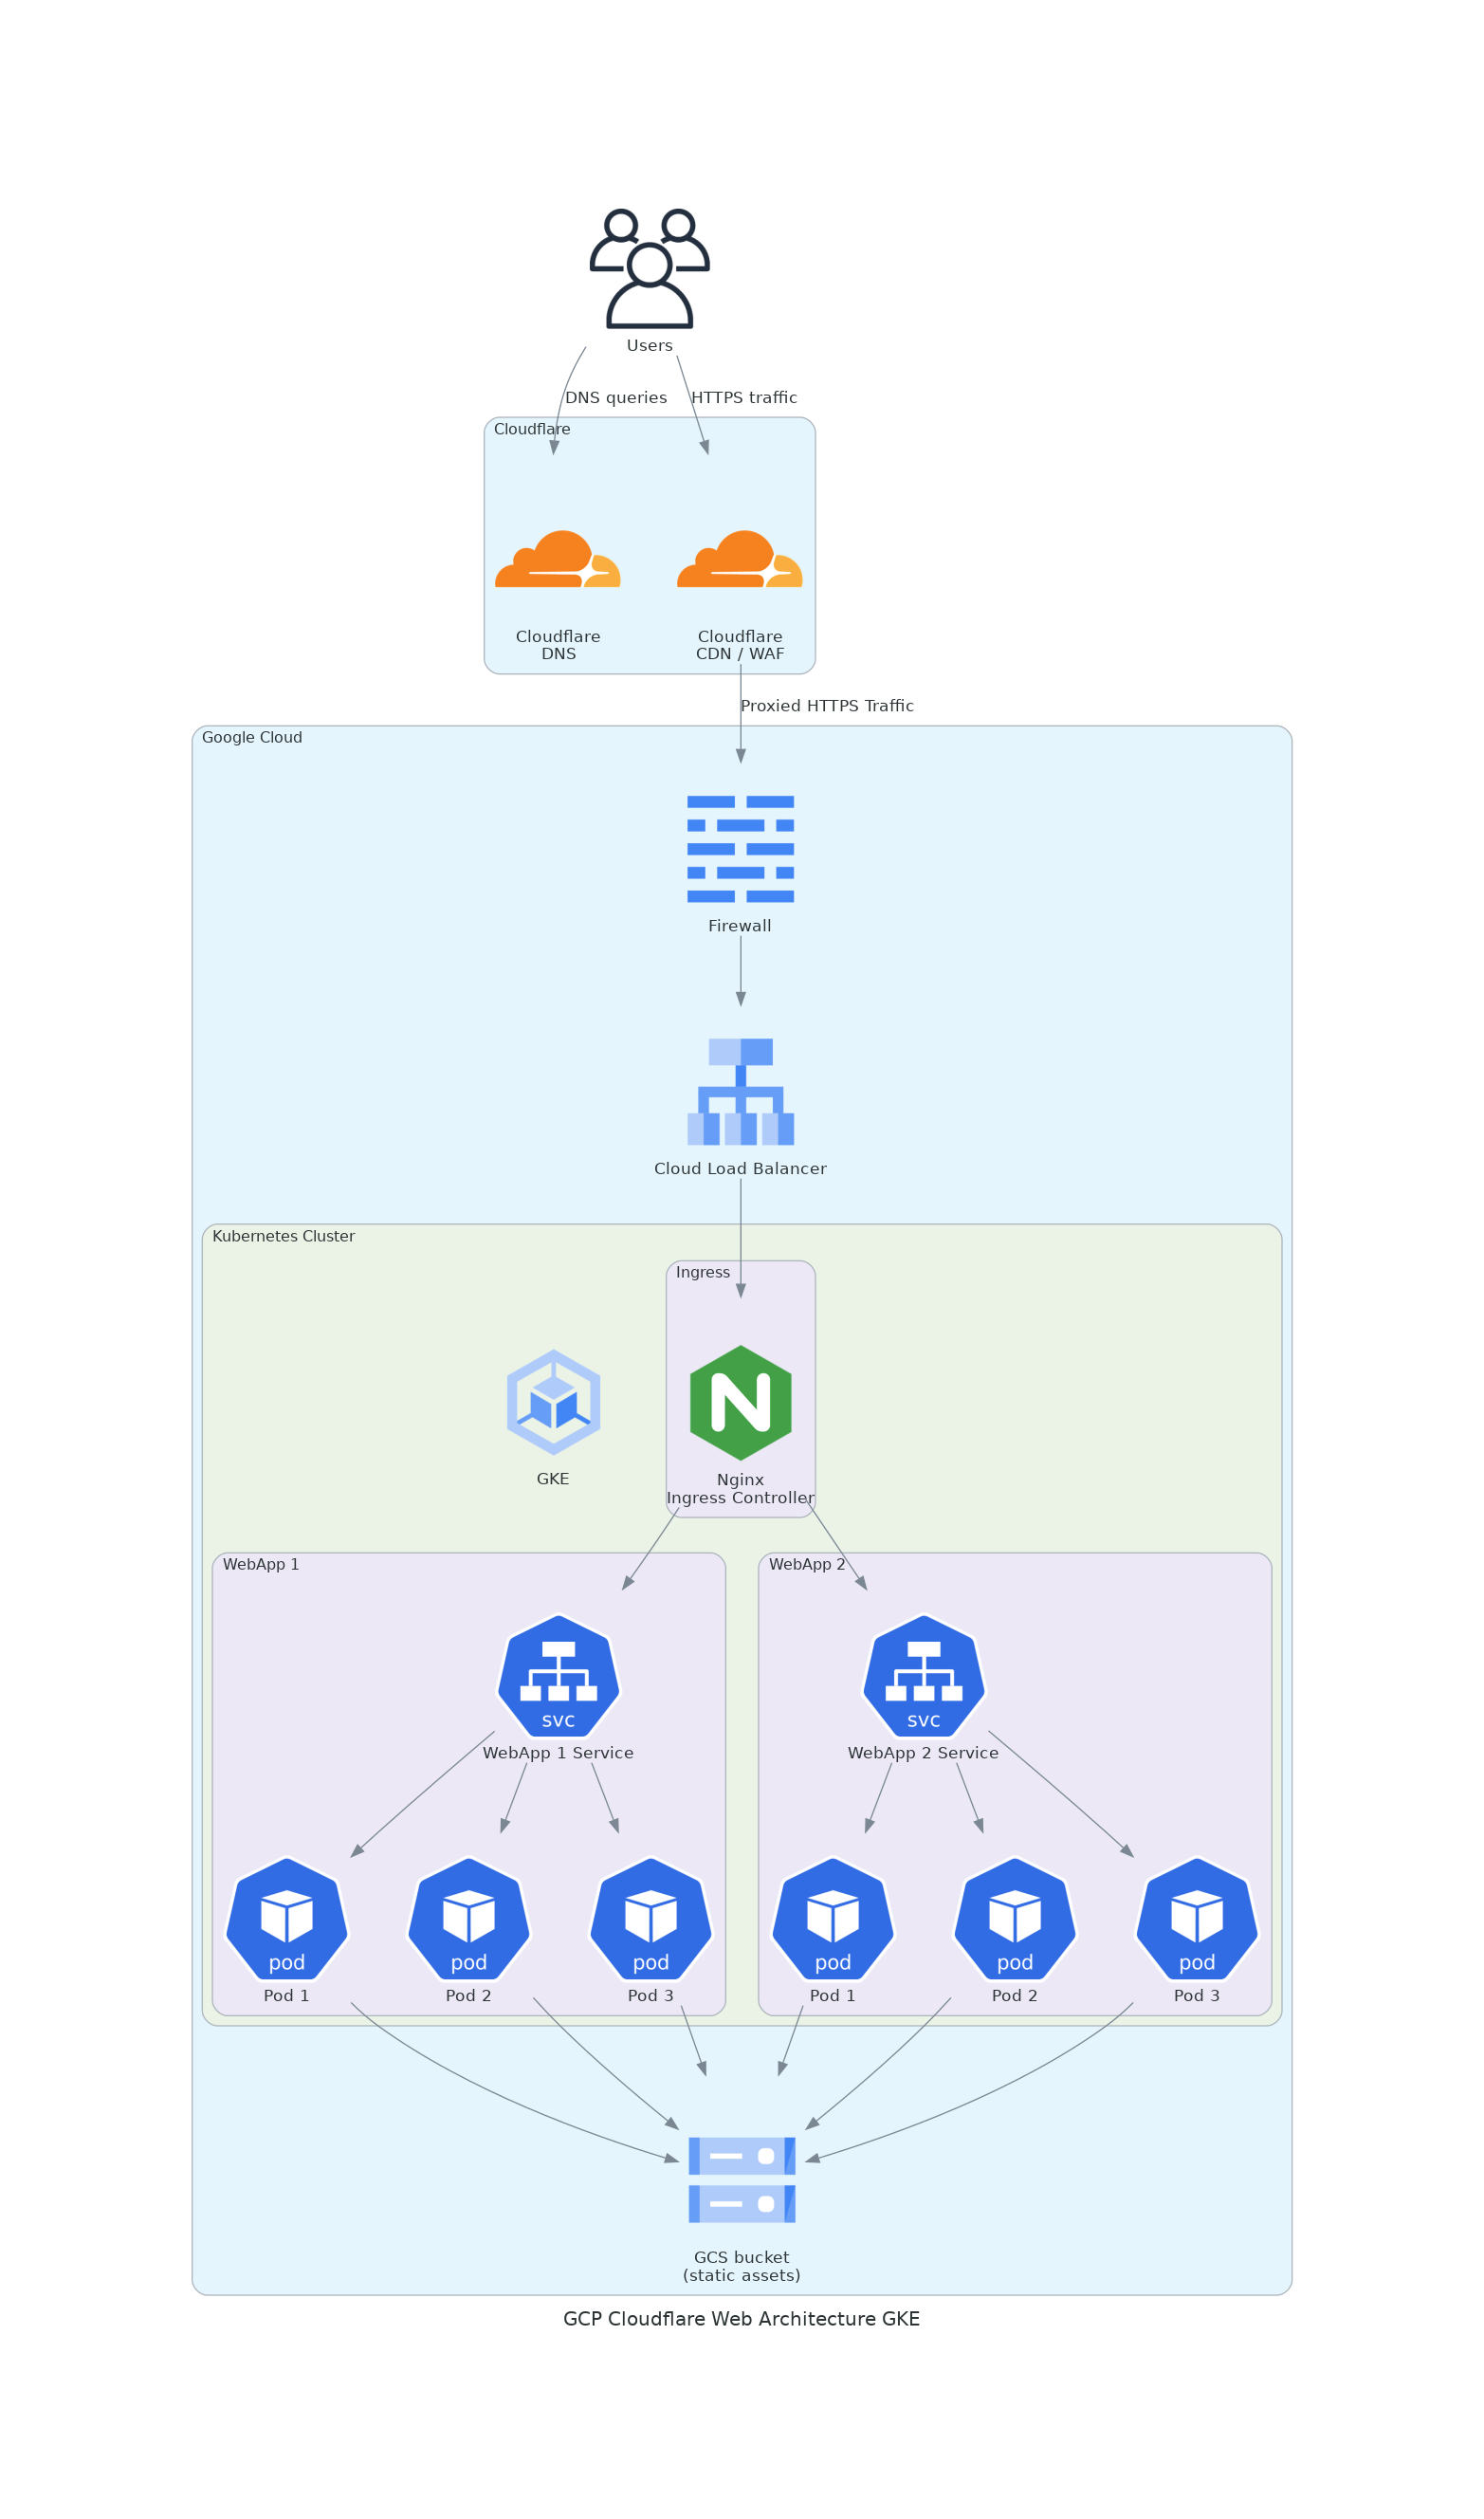 Users
DNS queries
HTTPS traffic
Cloudflare
Cloudflare
DNS
Cloudflare
CDN / WAF
Proxied HTTPS Traffic
Google Cloud
Firewall
Cloud Load Balancer
Kubernetes Cluster
Ingress
GKE
Nginx
Ingress Controller
WebApp 1
WebApp 2
svc
WebApp 1 Service
svc
WebApp 2 Service
pod
Pod 1
pod
Pod 2
pod
Pod 3
pod
Pod 1
pod
Pod 2
pod
Pod 3
GCS bucket
(static assets)
GCP Cloudflare Web Architecture GKE